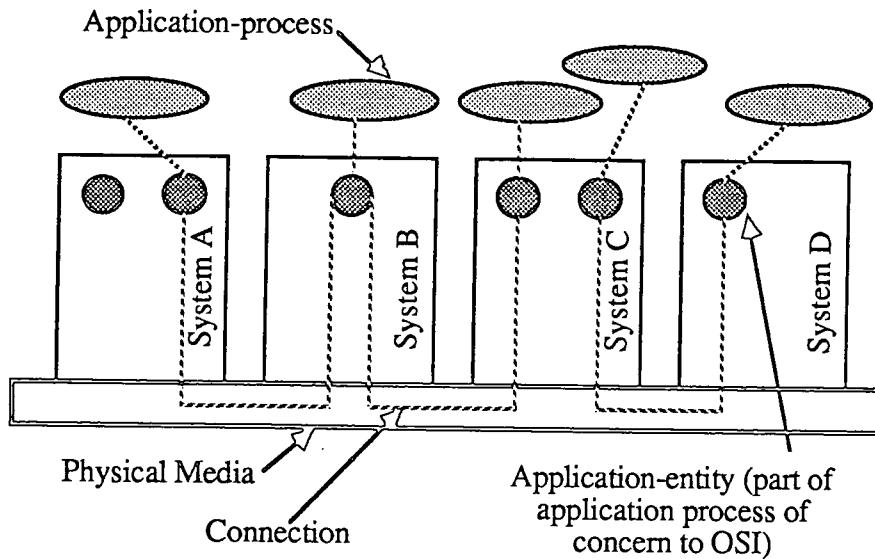 Application-process
System A
System B
System C
System D
Physical Media
Connection
Application-entity (part of
application process of
concern to OSI)